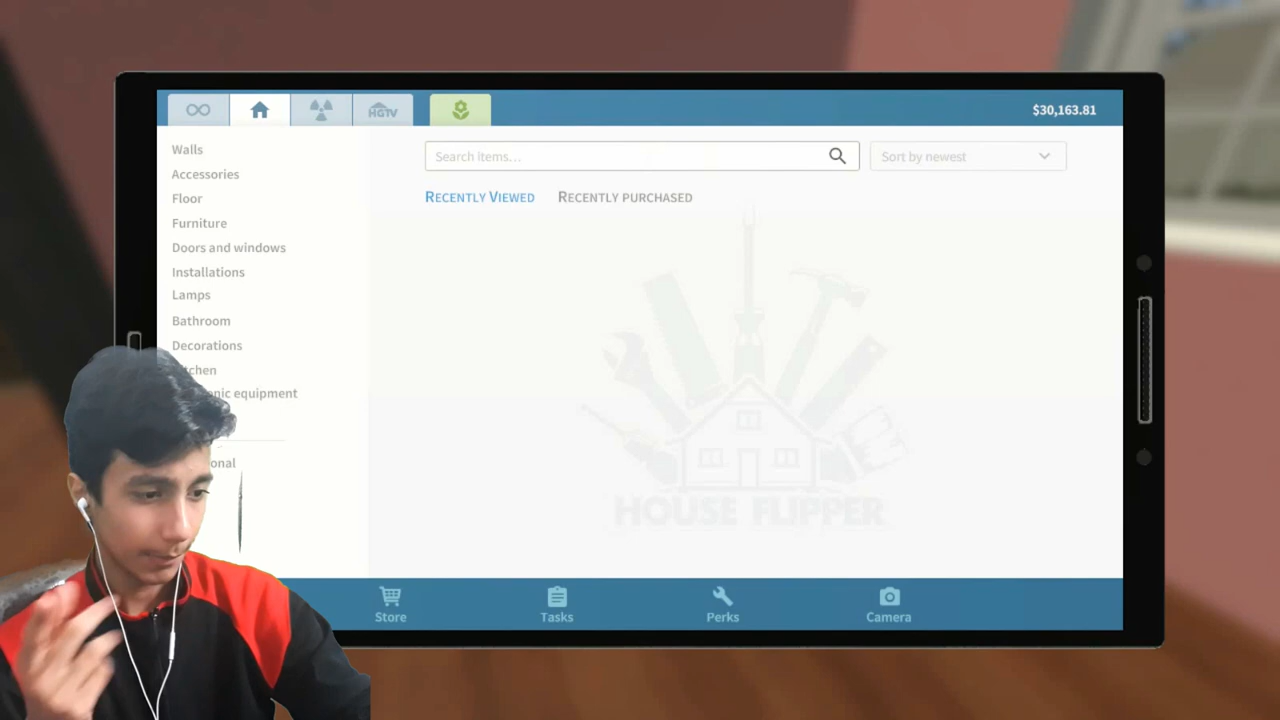 HGTV
$30,163.81
Walls
Accessories
Floor
Furniture
Doors and windows
Installations
Lamps
Bathroom
Decorations
Search items...
Sort by newest
RECENTLY VIEWED
RECENTLY PURCHASED
HOUSE FLIPPER
Store
Tasks
Perks
Camera
equipment